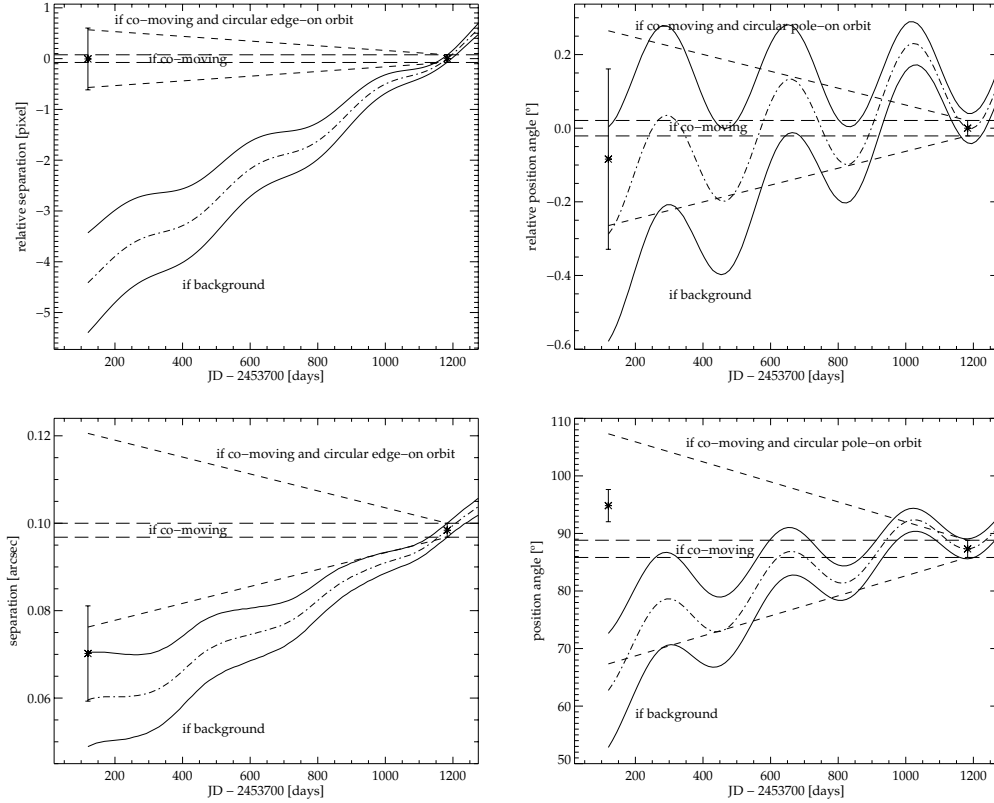 if co−moving and circular edge−on orbit
if co−moving
if background
relative separation [pixel]
1
0
−1
−2
−3
−4
−5
200 400 600 800 1000 1200
JD − 2453700 [days]
if co−moving and circular pole−on orbit
if co−moving
if background
relative position angle [°]
0.2
0.0
−0.2
−0.4
−0.6
200 400 600 800 1000 1200
JD − 2453700 [days]
if co−moving and circular edge−on orbit
if co−moving
if background
separation [arcsec]
0.12
0.10
0.08
0.06
200 400 600 800 1000 1200
JD − 2453700 [days]
if co−moving and circular pole−on orbit
if co−moving
if background
position angle [°]
110
100
90
80
70
60
50
200 400 600 800 1000 1200
JD − 2453700 [days]